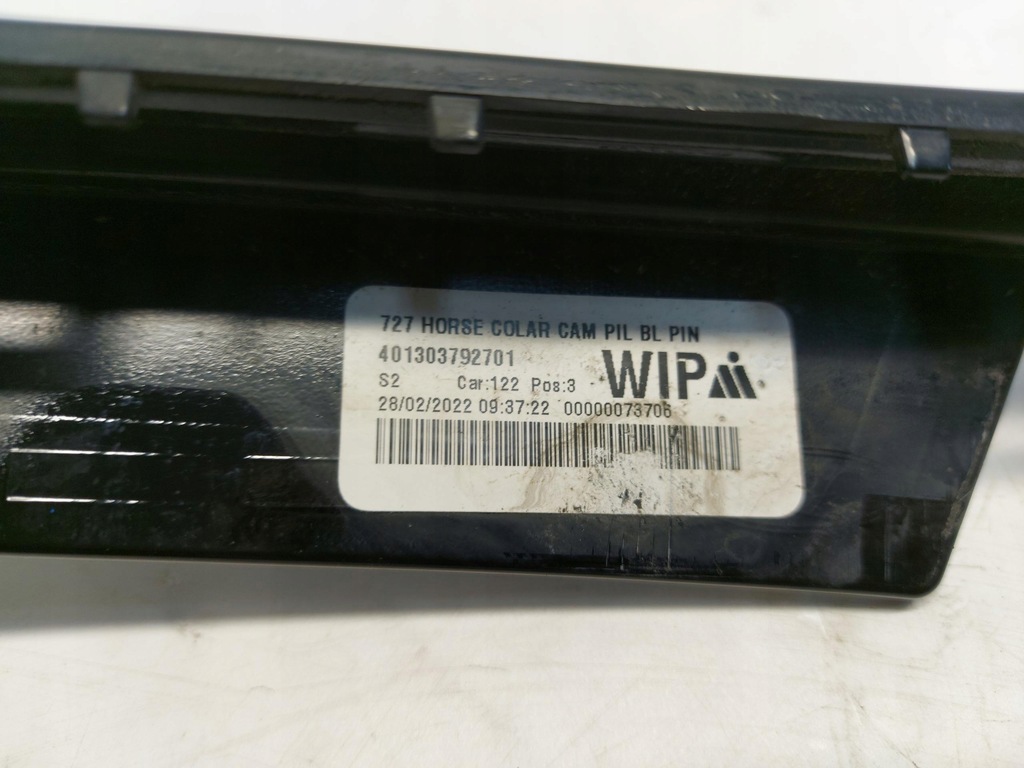 727 HORSE COLAR CAM PIL BL PIN
401303792701 WIP
S2 Car:122 Pos:3
28/02/2022 09:37:22 00000073706